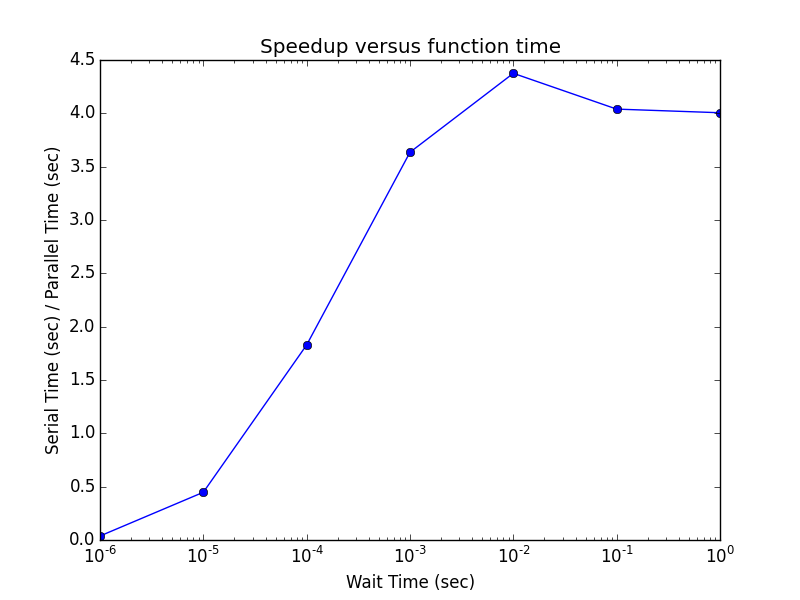 Speedup versus function time
Serial Time (sec) / Parallel Time (sec)
4.5
4.0
3.5
3.0
2.5
2.0
1.5
1.0
0.5
0.0
10^-6 10^-5 10^-4 10^-3 10^-2 10^-1 10^0
Wait Time (sec)